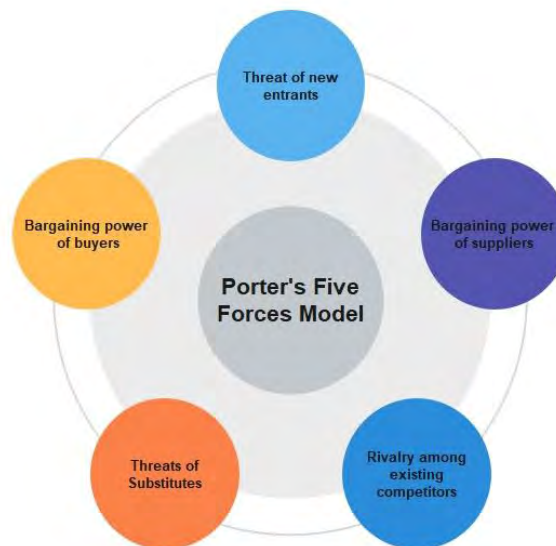 Threat of new
entrants
Bargaining power
of buyers
Bargaining power
of suppliers
Porter's Five
Forces Model
Threats of
Substitutes
Rivalry among
existing
competitors